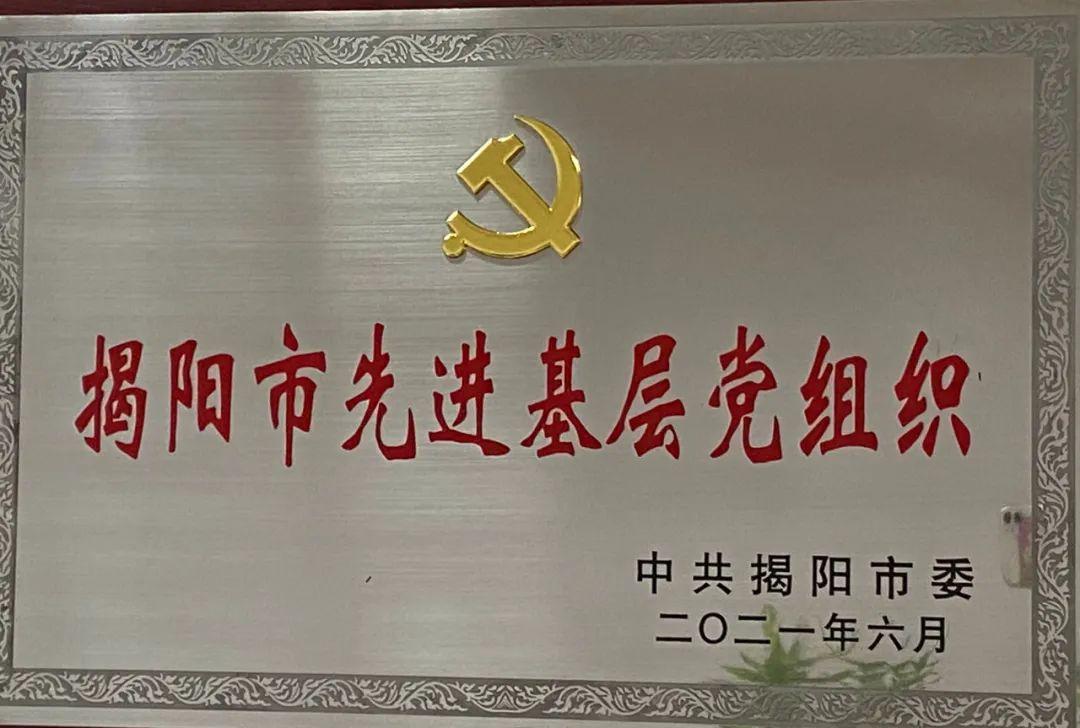 揭阳市先进基层党组织
中共揭阳市委
二〇二一年六月